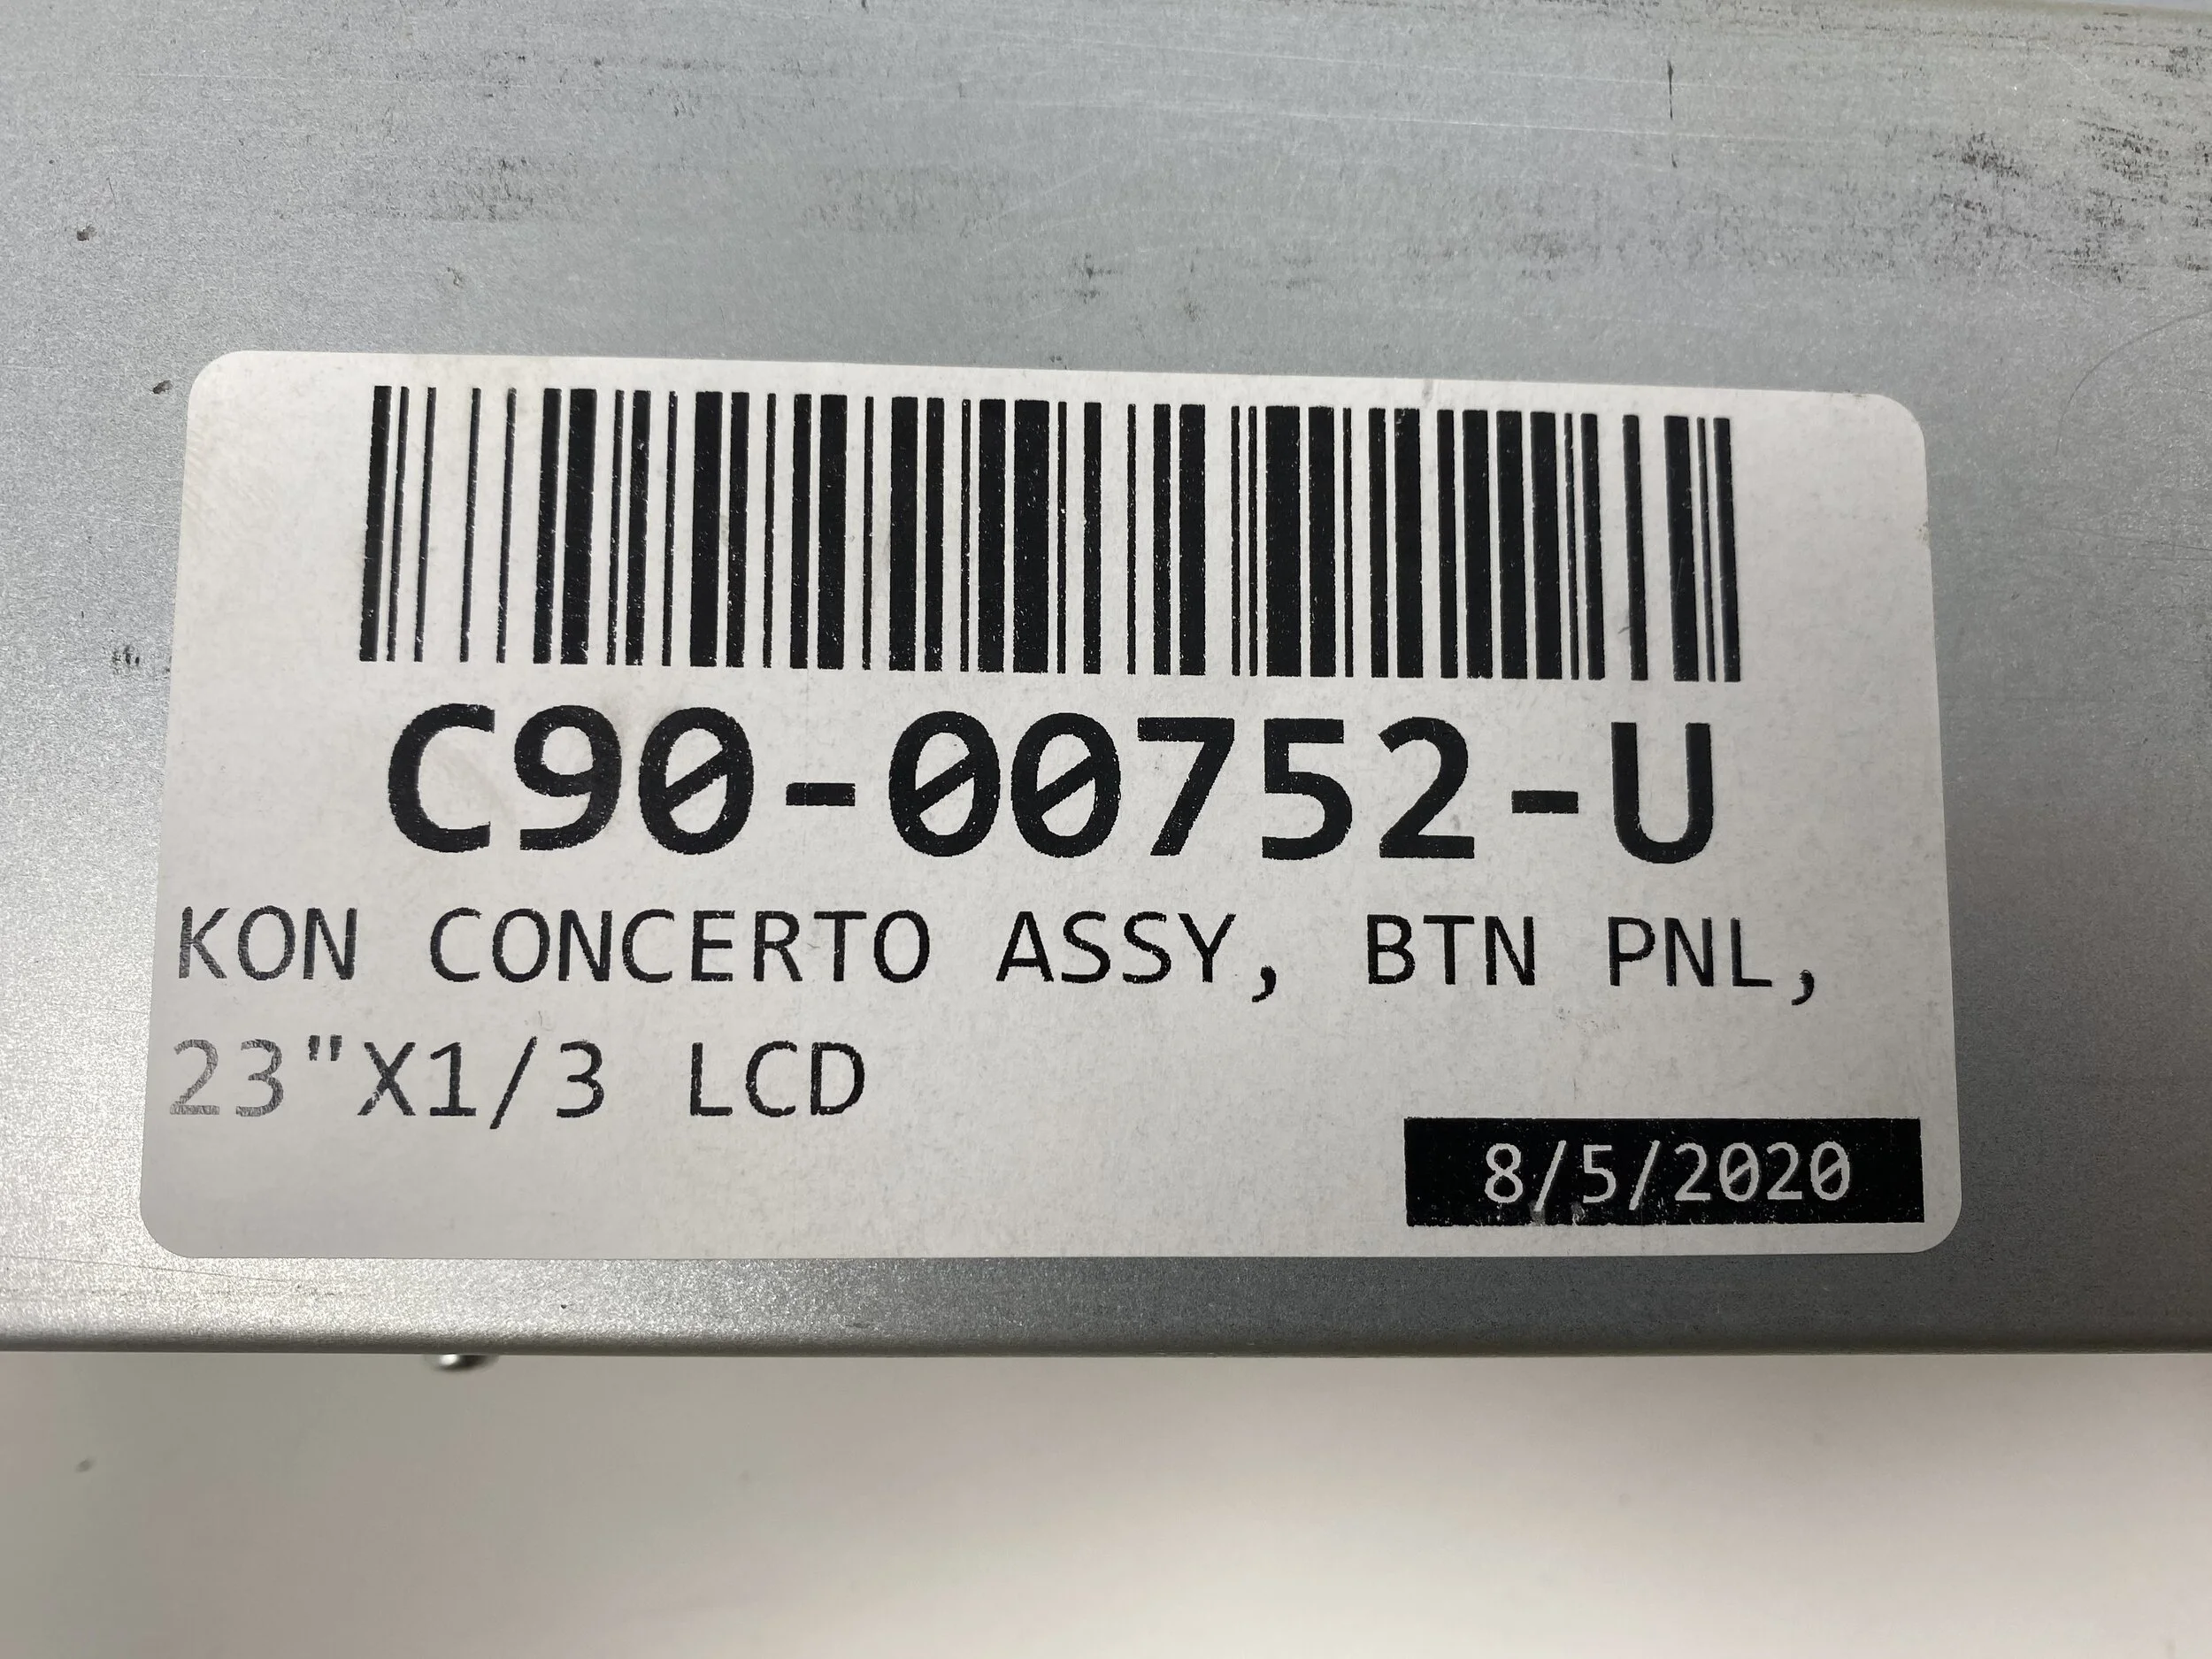 C90-00752-U
KON CONCERTO ASSY, BTN PNL,
23"X1/3 LCD
8/5/2020